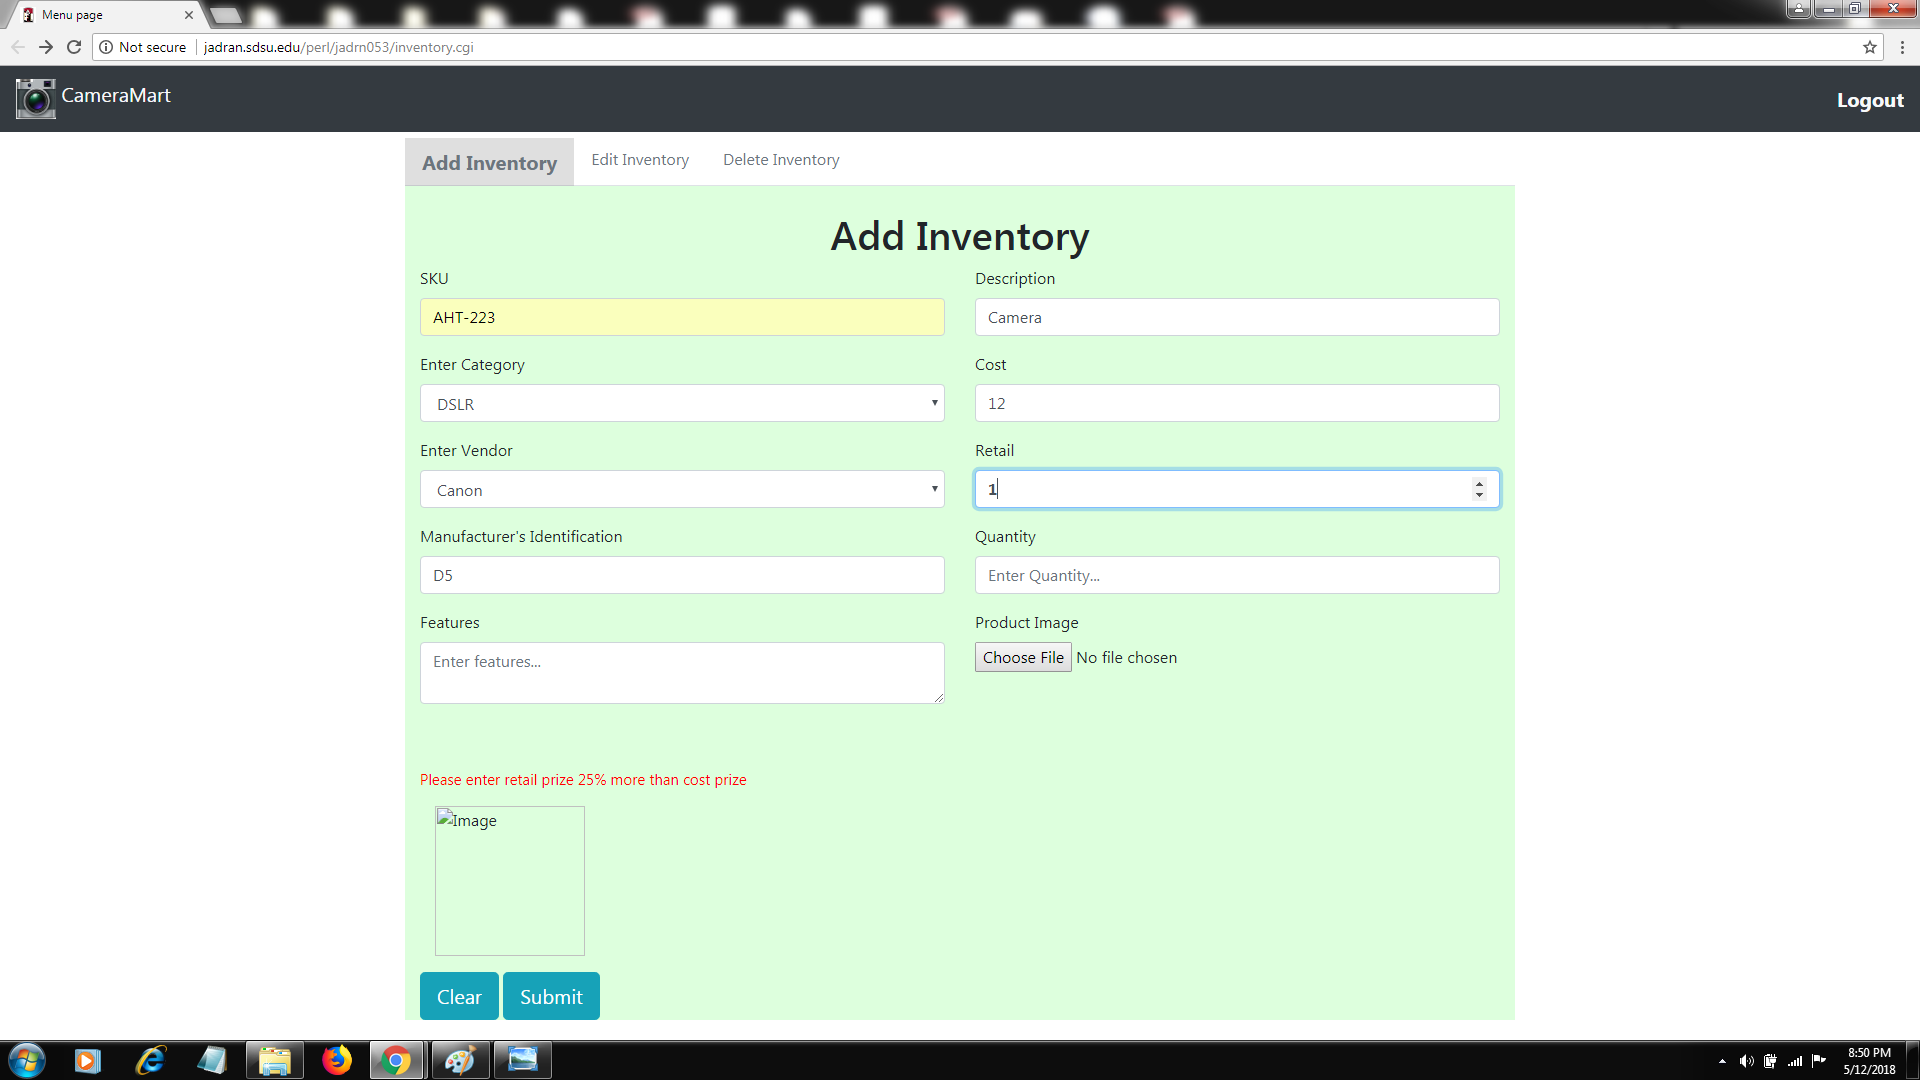 Menu page
Not secure
jadran.sdsu.edu/perl/jadrn053/inventory.cgi
CameraMart
Logout
Add Inventory
Edit Inventory
Delete Inventory
Add Inventory
SKU
Description
AHT-223
Camera
Enter Category
Cost
DSLR
12
Enter Vendor
Retail
Canon
1
Manufacturer's Identification
Quantity
D5
Enter Quantity...
Features
Product Image
Enter features...
Choose File No file chosen
Please enter retail prize 25% more than cost prize
Image
Clear
Submit
8:50 PM
5/12/2018